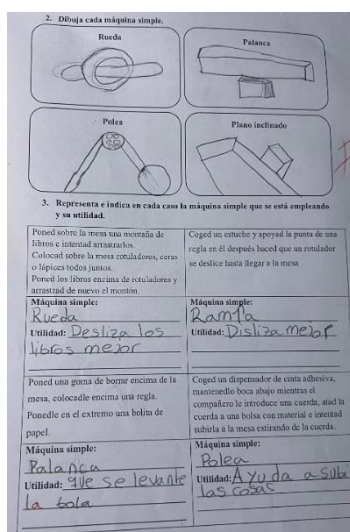 2. Dibuja cada máquina simple.
Rueda
Palanca
Polea
Plano inclinado
3. Representa e indica en cada caso la máquina simple que se está empleando
y su utilidad.
Poned sobre la mesa una montaña de
libros e intentad arrastrarlos.
Colocad sobre la mesa rotuladores, ceras
o lápices todos juntos.
Poned los libros encima de rotuladores y
arrastrad de nuevo el montón.
Máquina simple:
Rueda
Utilidad: Desliza los
libros mejor
Coged un estuche y apoyad la punta de una
regla en él después haced que un rotulador
se deslice hasta llegar a la mesa
Máquina simple:
Rampa
Utilidad: Disliza mejor
Poned una goma de borrar encima de la
mesa, colocadle encima una regla.
Ponedle en el extremo una bolita de
papel.
Máquina simple:
Palanca
Utilidad: que se levante
la bola
Coged un dispensador de cinta adhesiva,
mantenedlo boca abajo mientras el
compañero le introduce una cuerda, atad la
cuerda a una bolsa con material e intentad
subirla a la mesa estirando de la cuerda.
Máquina simple:
Polea
Utilidad: Ayuda a subi
las cosas